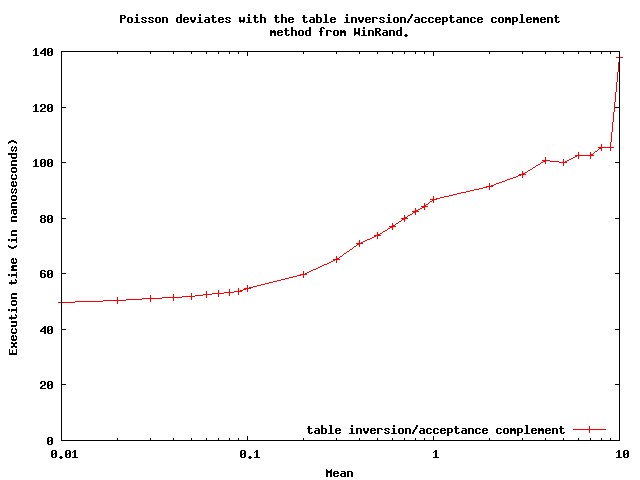 Poisson deviates with the table inversion/acceptance complement
method from WinRand.
140
120
100
80
60
40
20
0
Execution time (in nanoseconds)
table inversion/acceptance complement
0.01 0.1 1 10
Mean